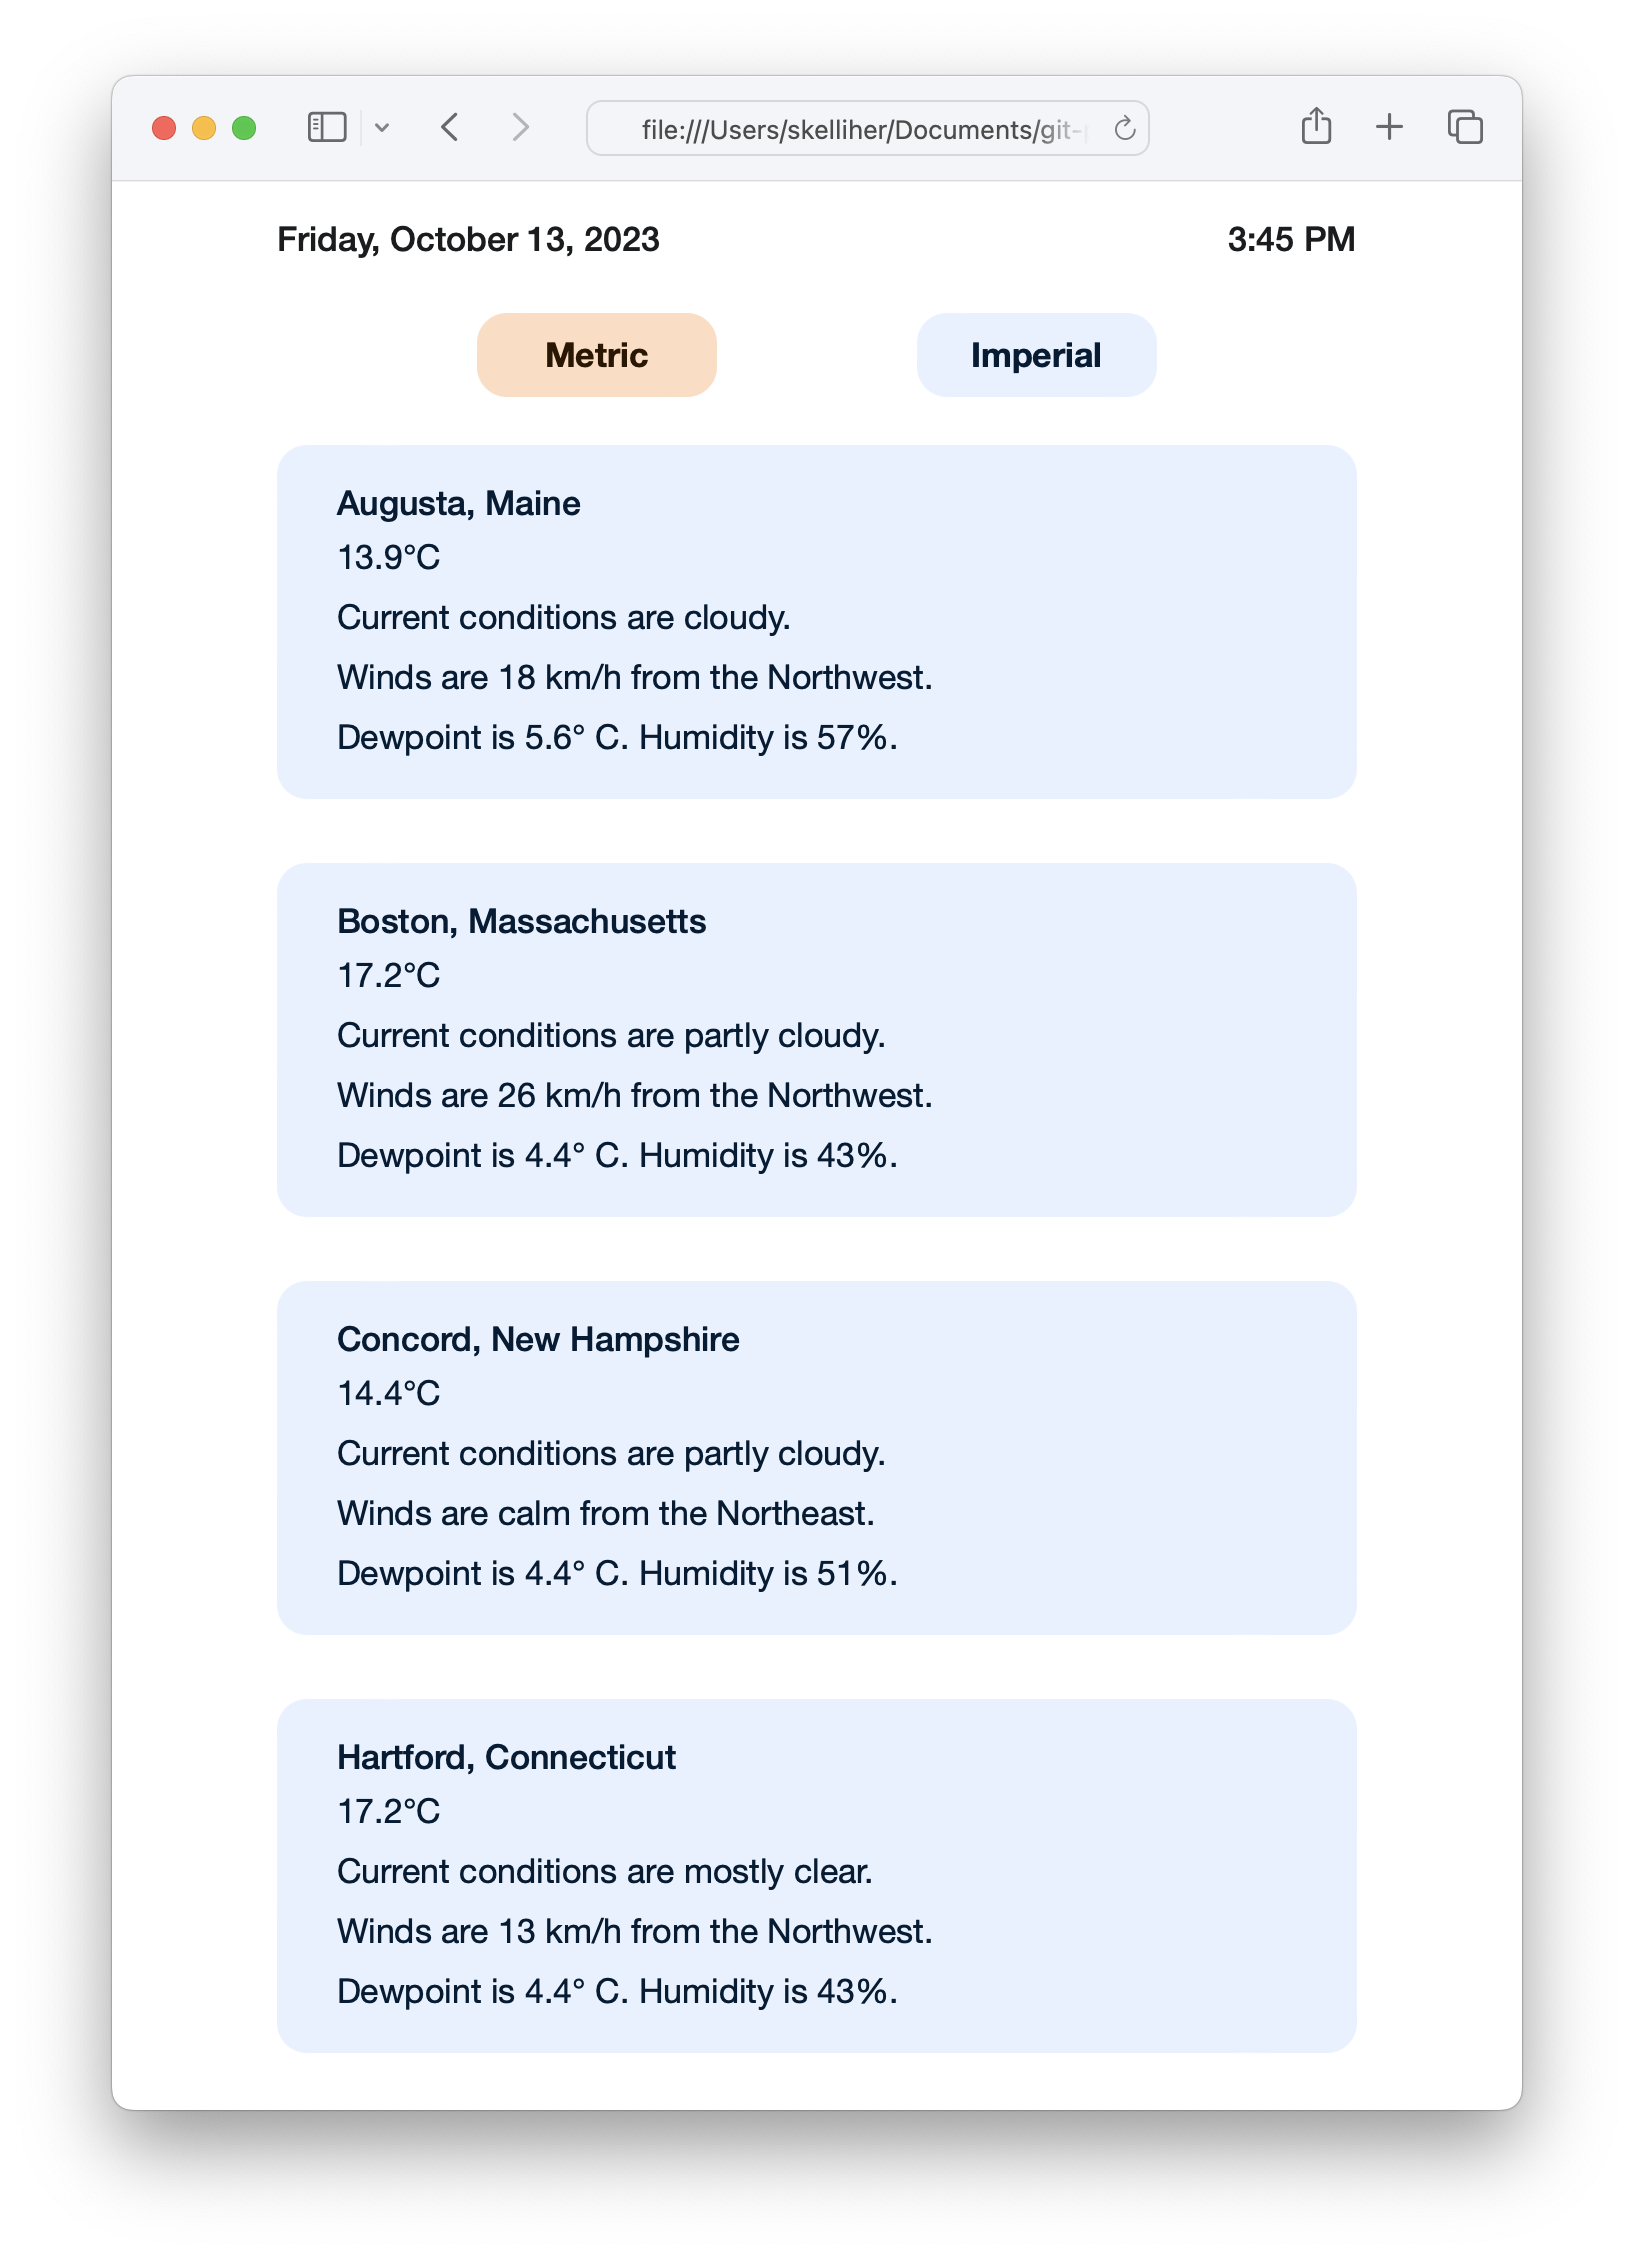 file:///Users/skelliher/Documents/git-
Friday, October 13, 2023
3:45 PM
Metric
Imperial
Augusta, Maine
13.9°C
Current conditions are cloudy.
Winds are 18 km/h from the Northwest.
Dewpoint is 5.6° C. Humidity is 57%.
Boston, Massachusetts
17.2°C
Current conditions are partly cloudy.
Winds are 26 km/h from the Northwest.
Dewpoint is 4.4° C. Humidity is 43%.
Concord, New Hampshire
14.4°C
Current conditions are partly cloudy.
Winds are calm from the Northeast.
Dewpoint is 4.4° C. Humidity is 51%.
Hartford, Connecticut
17.2°C
Current conditions are mostly clear.
Winds are 13 km/h from the Northwest.
Dewpoint is 4.4° C. Humidity is 43%.